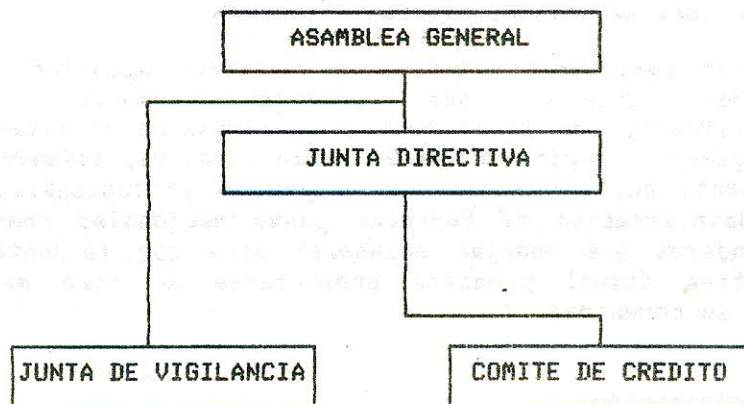 ASAMBLEA GENERAL
JUNTA DIRECTIVA
JUNTA DE VIGILANCIA
COMITE DE CREDITO